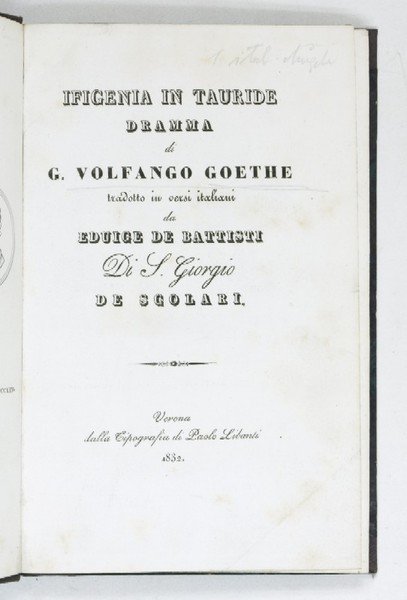 IFIGENIA IN TAURIDE
DRAMMA
di
G. VOLFANGO GOETHE
tradotto in versi italiani
da
EDUIGE DE BATTISTI
Di S. Giorgio
DE SCOLARI.
Verona
dalla Tipografia di Paolo Libanti
1832.